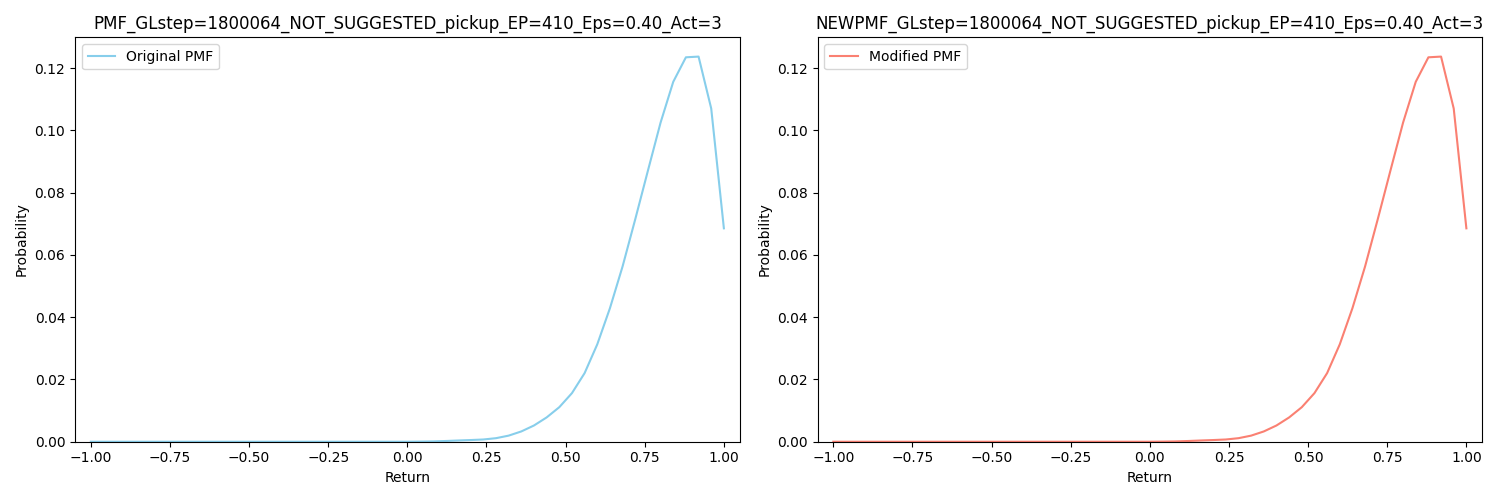 PMF_GLstep=1800064_NOT_SUGGESTED_pickup_EP=410_Eps=0.40_Act=3
Original PMF
Probability
0.12
0.10
0.08
0.06
0.04
0.02
0.00
−1.00 −0.75 −0.50 −0.25 0.00 0.25 0.50 0.75 1.00
Return
NEWPMF_GLstep=1800064_NOT_SUGGESTED_pickup_EP=410_Eps=0.40_Act=3
Modified PMF
Probability
0.12
0.10
0.08
0.06
0.04
0.02
0.00
−1.00 −0.75 −0.50 −0.25 0.00 0.25 0.50 0.75 1.00
Return